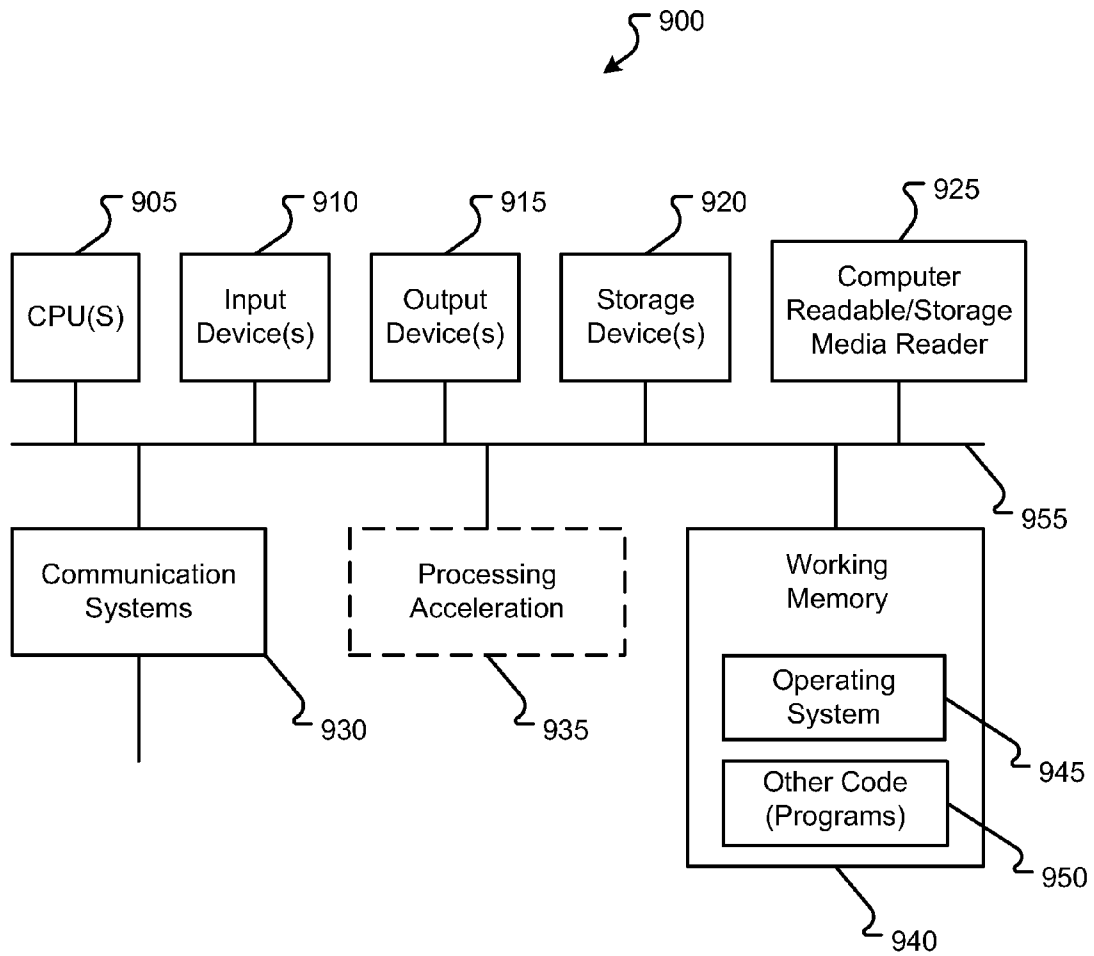 900
905
910
915
920
925
CPU(S)
Input
Device(s)
Output
Device(s)
Storage
Device(s)
Computer
Readable/Storage
Media Reader
955
Communication
Systems
930
Processing
Acceleration
935
Working
Memory
Operating
System
945
Other Code
(Programs)
950
940